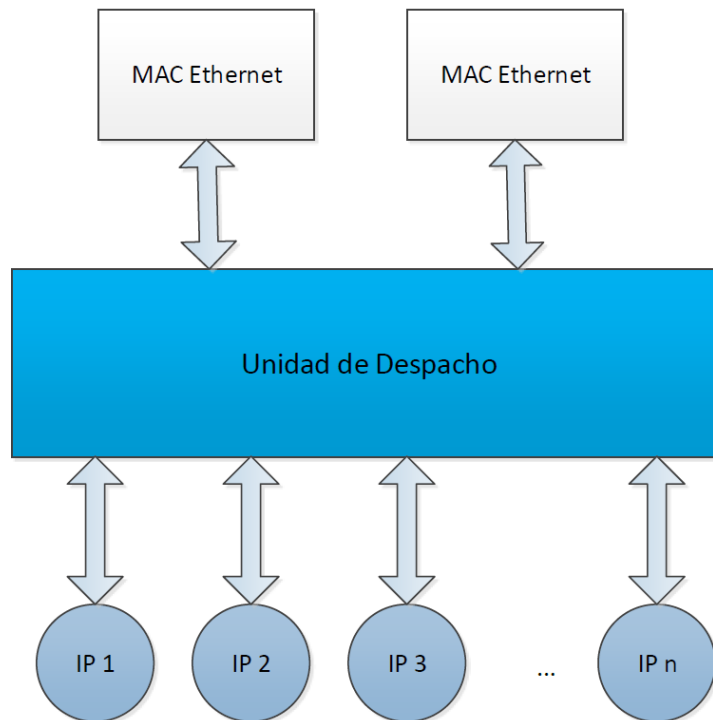 MAC Ethernet
MAC Ethernet
Unidad de Despacho
IP 1
IP 2
IP 3
...
IP n